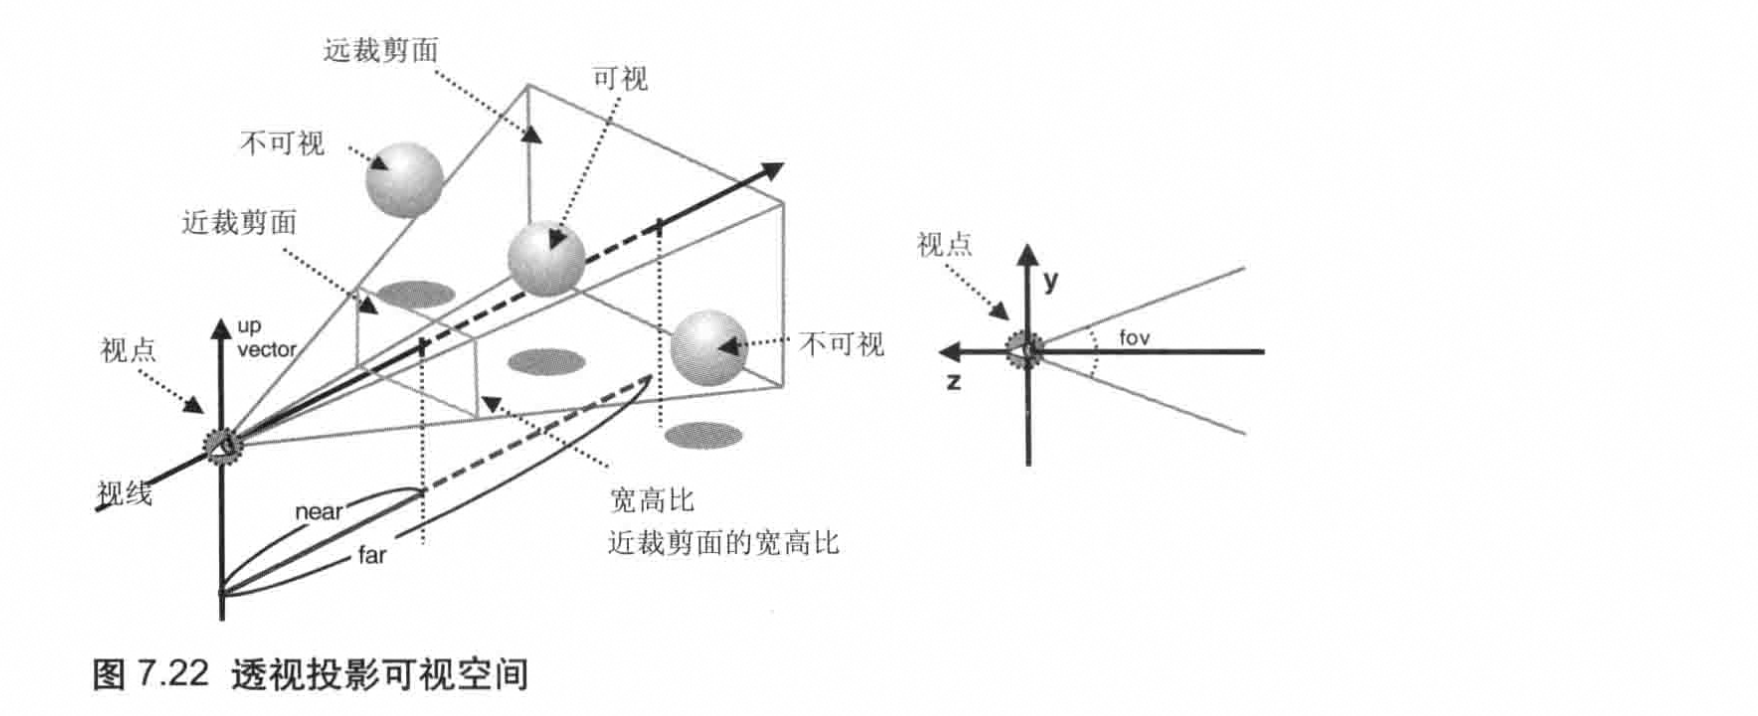 远裁剪面
可视
不可视
近裁剪面
up
vector
视点
视线
near
far
不可视
宽高比
近裁剪面的宽高比
视点
y
fov
z
图 7.22 透视投影可视空间